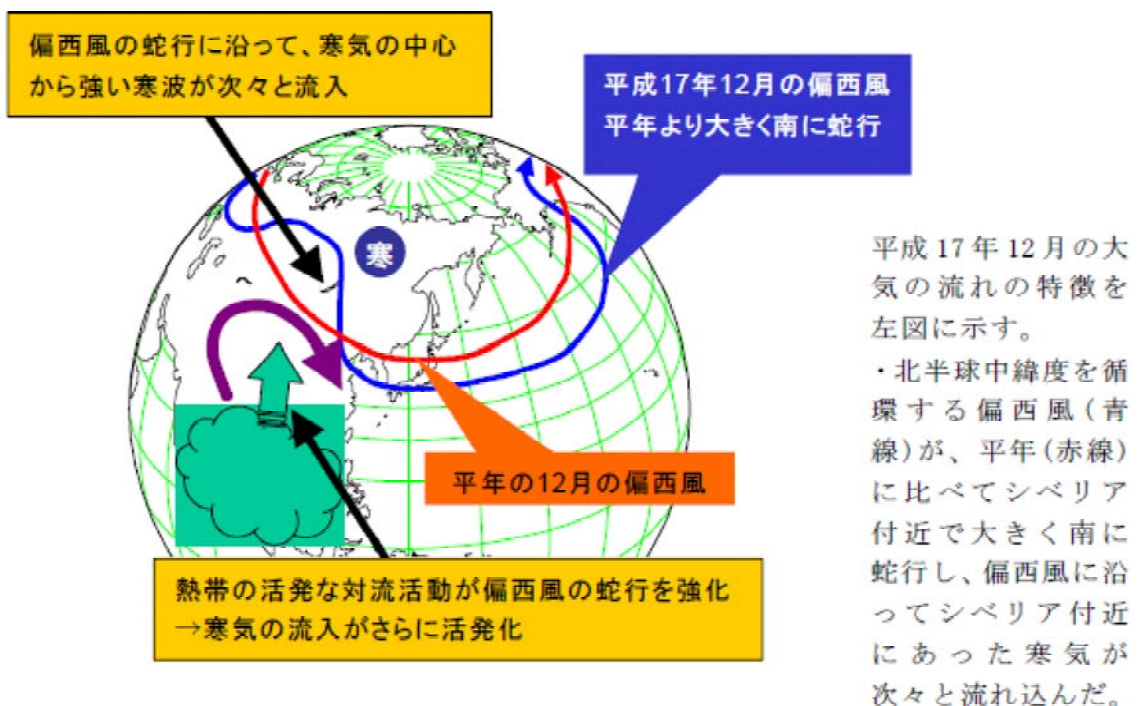 偏西風の蛇行に沿って、寒気の中心
から強い寒波が次々と流入
平成17年12月の偏西風
平年より大きく南に蛇行
寒
平年の12月の偏西風
熱帯の活発な対流活動が偏西風の蛇行を強化
→寒気の流入がさらに活発化
平成 17 年 12 月の大
気の流れの特徴を
左図に示す。
・北半球中緯度を循
環する偏西風(青
線)が、平年(赤線)
に比べてシベリア
付近で大きく南に
蛇行し、偏西風に沿
ってシベリア付近
にあった寒気が
次々と流れ込んだ。